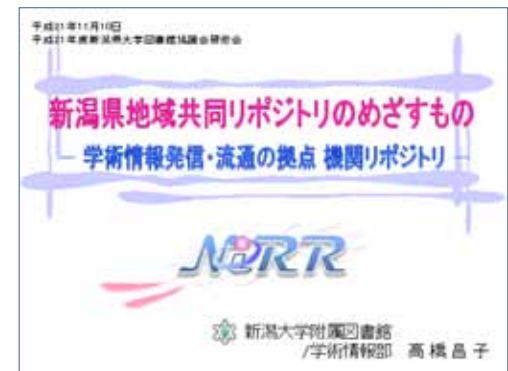 平成21年11月10日
平成21年度新潟県大学図書館協議会研修会
新潟県地域共同リポジトリのめざすもの
− 学術情報発信・流通の拠点 機関リポジトリ −
NiRR
新潟大学附属図書館
/学術情報部 高橋昌子